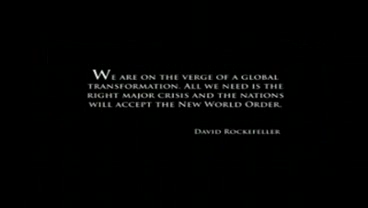 We are on the verge of a global
transformation. All we need is the
right major crisis and the nations
will accept the New World Order.
David Rockefeller